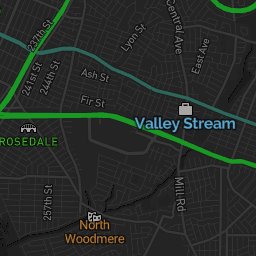 237th St
Lyon St
Central Ave
East Ave
241st St
244th St
Ash St
Fir St
Valley Stream
ROSEDALE
257th St
Mill Rd
North
Woodmere